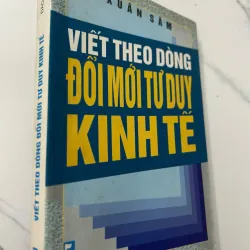 XUÂN SÂM
VIẾT THEO DÒNG
ĐỔI MỚI TƯ DUY
KINH TẾ
VIẾT THEO DÒNG ĐỔI MỚI TƯ DUY KINH TẾ